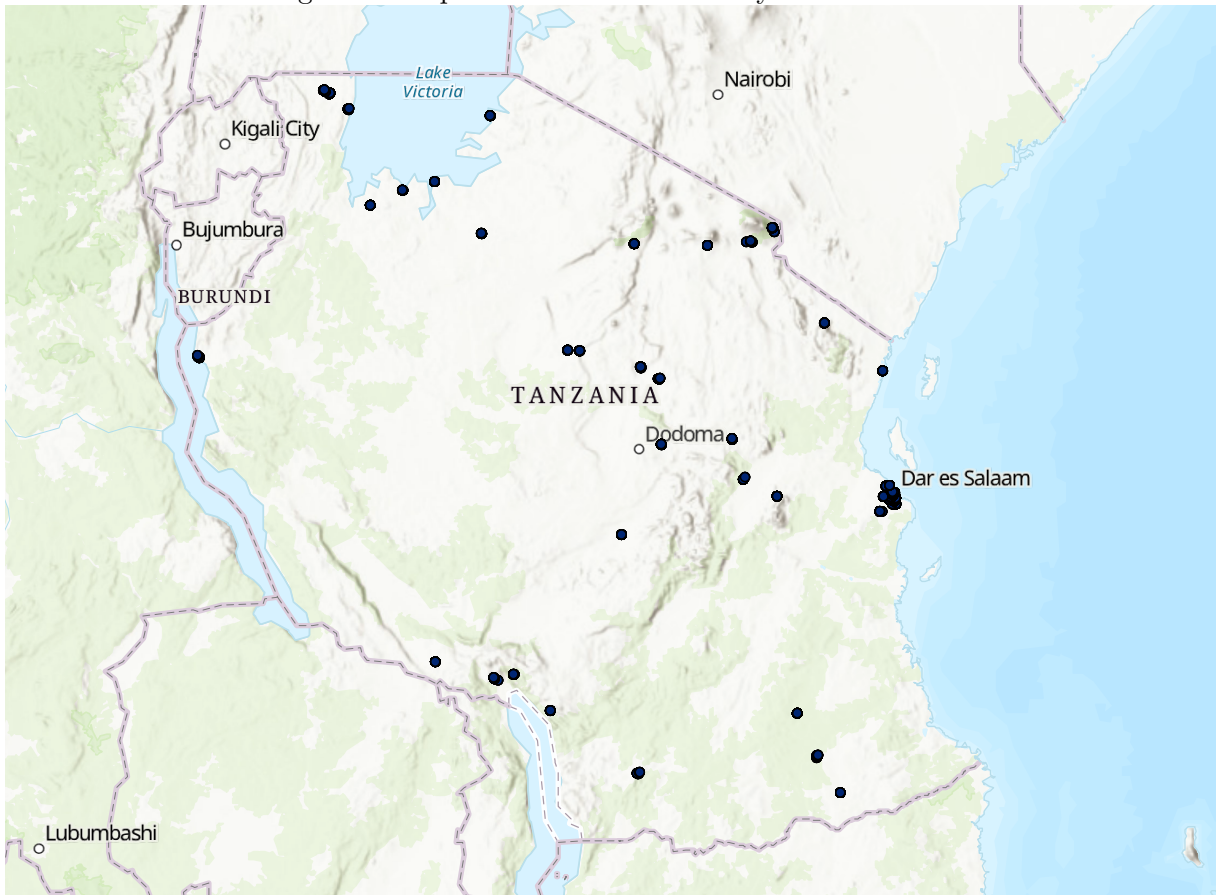 Lake
Victoria
Nairobi
Kigali City
Bujumbura
BURUNDI
TANZANIA
Dodoma
Dar es Salaam
Lubumbashi